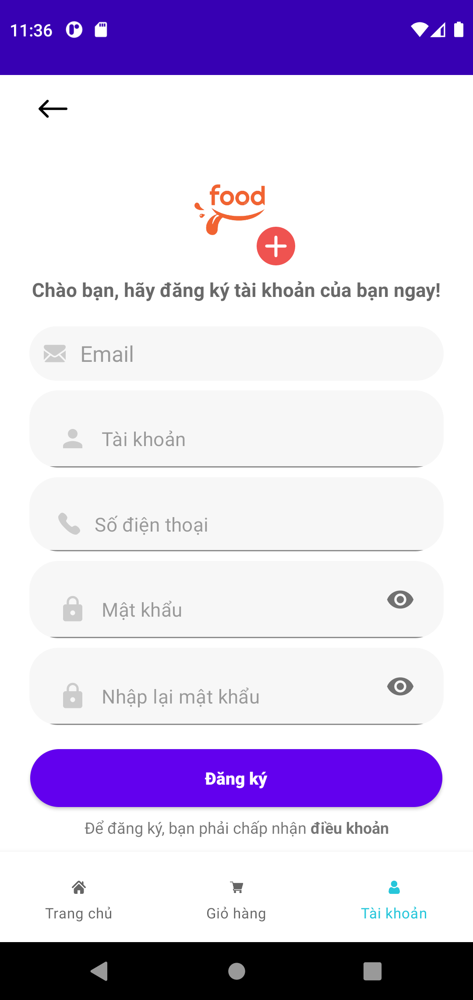 11:36
food
Chào bạn, hãy đăng ký tài khoản của bạn ngay!
Email
Tài khoản
Số điện thoại
Mật khẩu
Nhập lại mật khẩu
Đăng ký
Để đăng ký, bạn phải chấp nhận điều khoản
Trang chủ
Giỏ hàng
Tài khoản